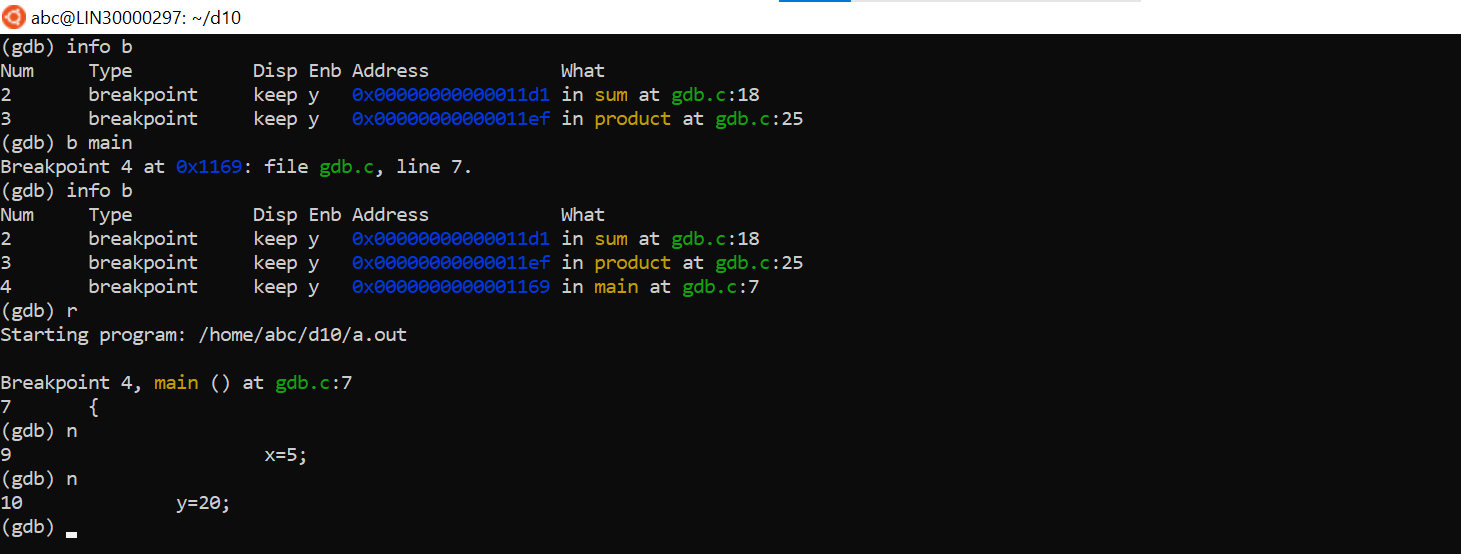 abc@LIN30000297: ~/d10
(gdb) info b
Num     Type           Disp Enb Address            What
2       breakpoint     keep y   0x00000000000011d1 in sum at gdb.c:18
3       breakpoint     keep y   0x00000000000011ef in product at gdb.c:25
(gdb) b main
Breakpoint 4 at 0x1169: file gdb.c, line 7.
(gdb) info b
Num     Type           Disp Enb Address            What
2       breakpoint     keep y   0x00000000000011d1 in sum at gdb.c:18
3       breakpoint     keep y   0x00000000000011ef in product at gdb.c:25
4       breakpoint     keep y   0x0000000000001169 in main at gdb.c:7
(gdb) r
Starting program: /home/abc/d10/a.out

Breakpoint 4, main () at gdb.c:7
7       {
(gdb) n
9                       x=5;
(gdb) n
10              y=20;
(gdb)